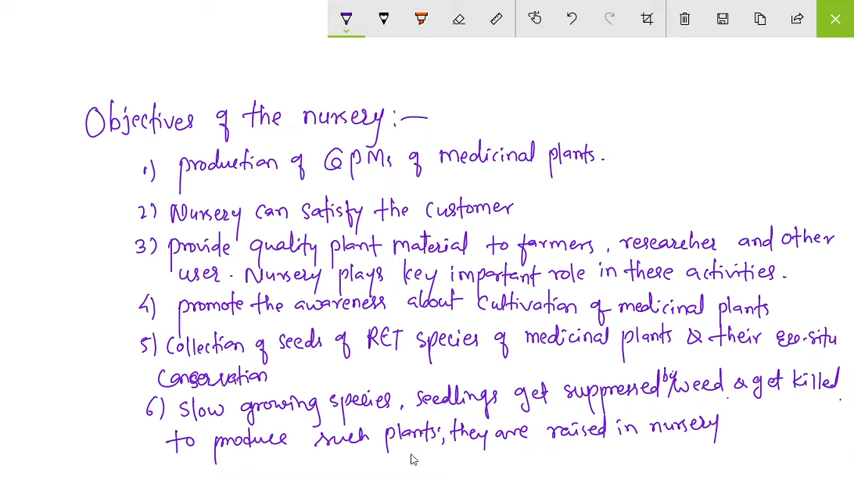 Objectives of the nursery:-
1) production of QPMs of medicinal plants.
2) Nursery can satisfy the customer
3) provide quality plant material to farmers, researcher and other
user. Nursery plays key important role in these activities.
4) promote the awareness about cultivation of medicinal plants
5) Collection of seeds of RET species of medicinal plants & their ex-situ
Conservation
6) Slow growing species, seedlings get suppressed by weed & get killed.
to produce such plants, they are raised in nursery